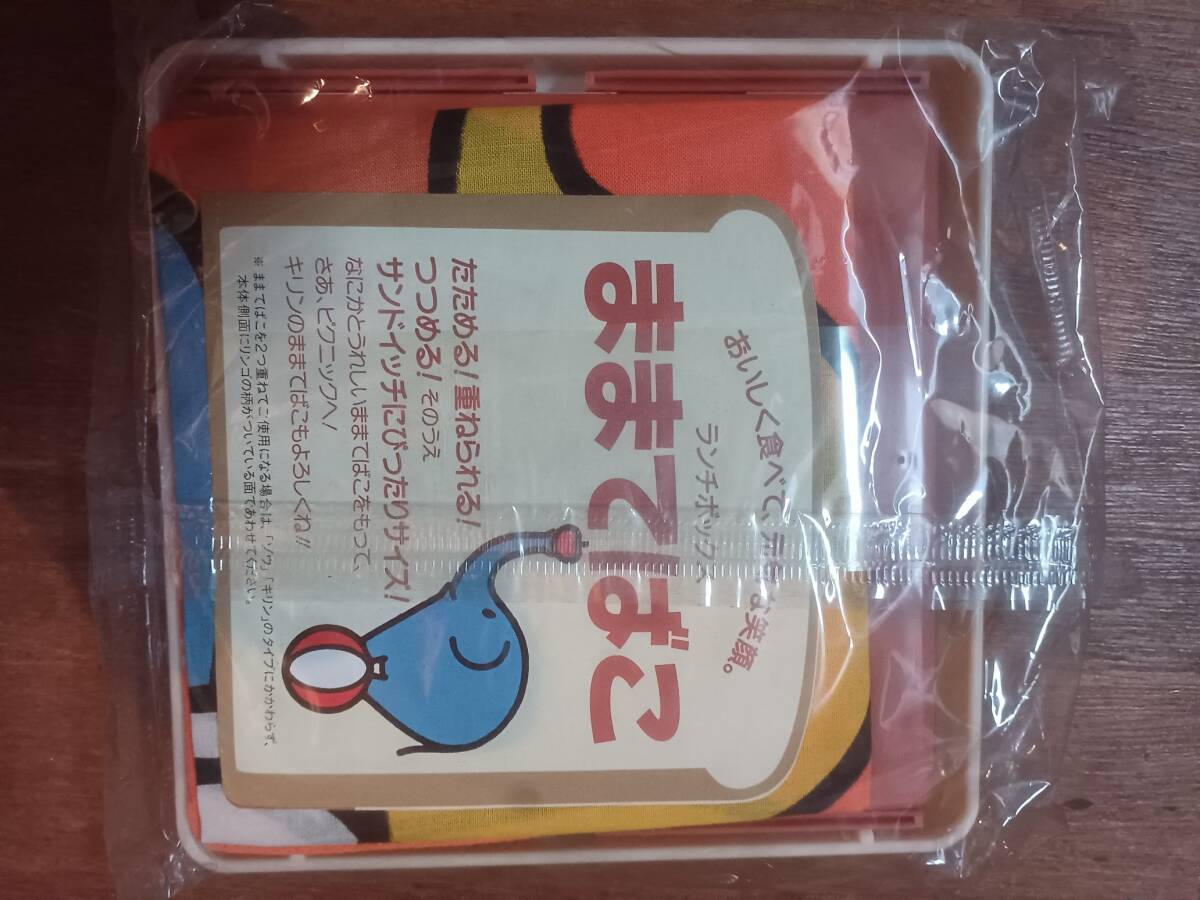 おいしく食べて、テキな笑顔。
ランチボックス
ままてばこ
たためる！重ねられる！
つつめる！そのうえ
サンドイッチにぴったりサイズ！
なにかとうれしいままてばこをもって、
さあ、ピクニックへ！
キリンのままてばこもよろしくね！！
※ ままてばこを2つ重ねてご使用になる場合は、「ゾウ」「キリン」のタイプにかかわらず、
本体側面にリンゴの柄がついている面であわせてください。